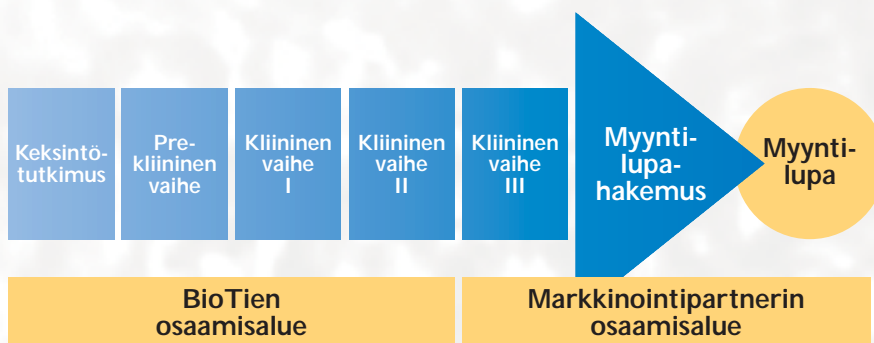 Keksintö-
tutkimus
Pre-
kliininen
vaihe
Kliininen
vaihe
I
Kliininen
vaihe
II
Kliininen
vaihe
III
Myynti-
lupa-
hakemus
Myynti-
lupa
BioTien
osaamisalue
Markkinointipartnerin
osaamisalue